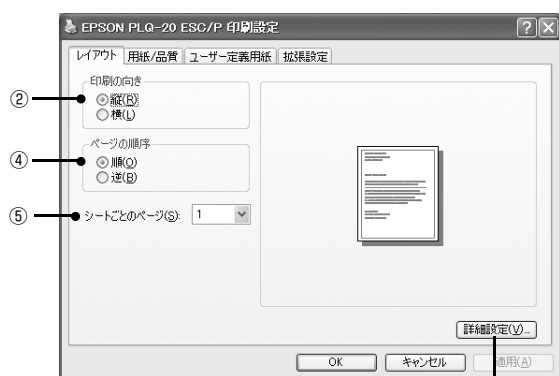 EPSON PLQ-20 ESC/P 印刷設定
レイアウト 用紙/品質 ユーザー定義用紙 拡張設定
印刷の向き
② 縦(R)
横(L)
ページの順序
④ 順(O)
逆(B)
⑤ シートごとのページ(S): 1
詳細設定(V)...
OK キャンセル 適用(A)